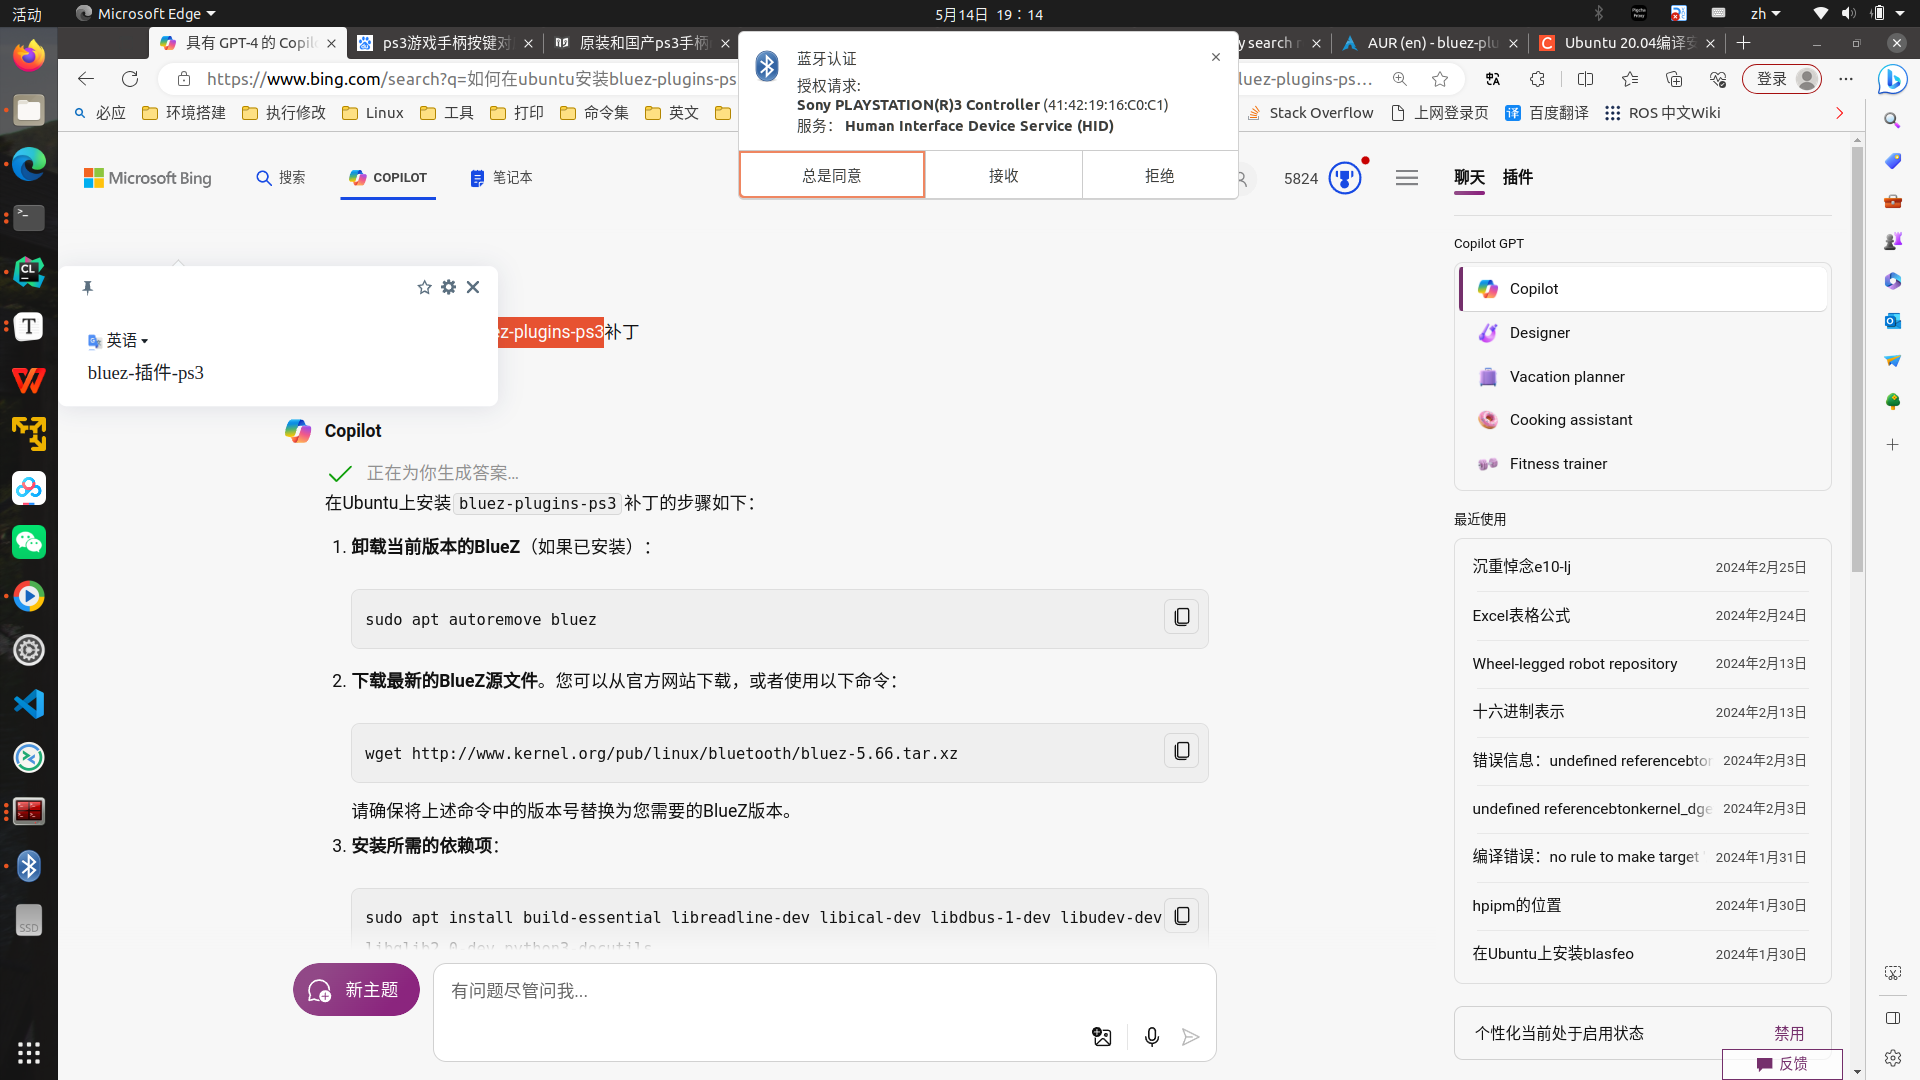 活动
Microsoft Edge
5月14日 19：14
zh
具有 GPT-4 的 Copil
ps3游戏手柄按键对
原装和国产ps3手柄
y search r
AUR (en) - bluez-plu
Ubuntu 20.04编译安
https://www.bing.com/search?q=如何在ubuntu安装bluez-plugins-ps
luez-plugins-ps...
登录
必应
环境搭建
执行修改
Linux
工具
打印
命令集
英文
Stack Overflow
上网登录页
百度翻译
ROS 中文Wiki
蓝牙认证
授权请求:
Sony PLAYSTATION(R)3 Controller (41:42:19:16:C0:C1)
服务： Human Interface Device Service (HID)
总是同意
接收
拒绝
Microsoft Bing
搜索
COPILOT
笔记本
5824
聊天
插件
英语
bluez-插件-ps3
ez-plugins-ps3补丁
Copilot
正在为你生成答案...
在Ubuntu上安装 bluez-plugins-ps3 补丁的步骤如下：
1. 卸载当前版本的BlueZ（如果已安装）：
sudo apt autoremove bluez
2. 下载最新的BlueZ源文件。您可以从官方网站下载，或者使用以下命令：
wget http://www.kernel.org/pub/linux/bluetooth/bluez-5.66.tar.xz
请确保将上述命令中的版本号替换为您需要的BlueZ版本。
3. 安装所需的依赖项：
sudo apt install build-essential libreadline-dev libical-dev libdbus-1-dev libudev-dev
libglib2.0-dev python3-docutils
新主题
有问题尽管问我...
Copilot GPT
Copilot
Designer
Vacation planner
Cooking assistant
Fitness trainer
最近使用
沉重悼念e10-lj 2024年2月25日
Excel表格公式 2024年2月24日
Wheel-legged robot repository 2024年2月13日
十六进制表示 2024年2月13日
错误信息：undefined referencebton 2024年2月3日
undefined referencebtonkernel_dge 2024年2月3日
编译错误：no rule to make target 2024年1月31日
hpipm的位置 2024年1月30日
在Ubuntu上安装blasfeo 2024年1月30日
个性化当前处于启用状态 禁用
反馈
SSD